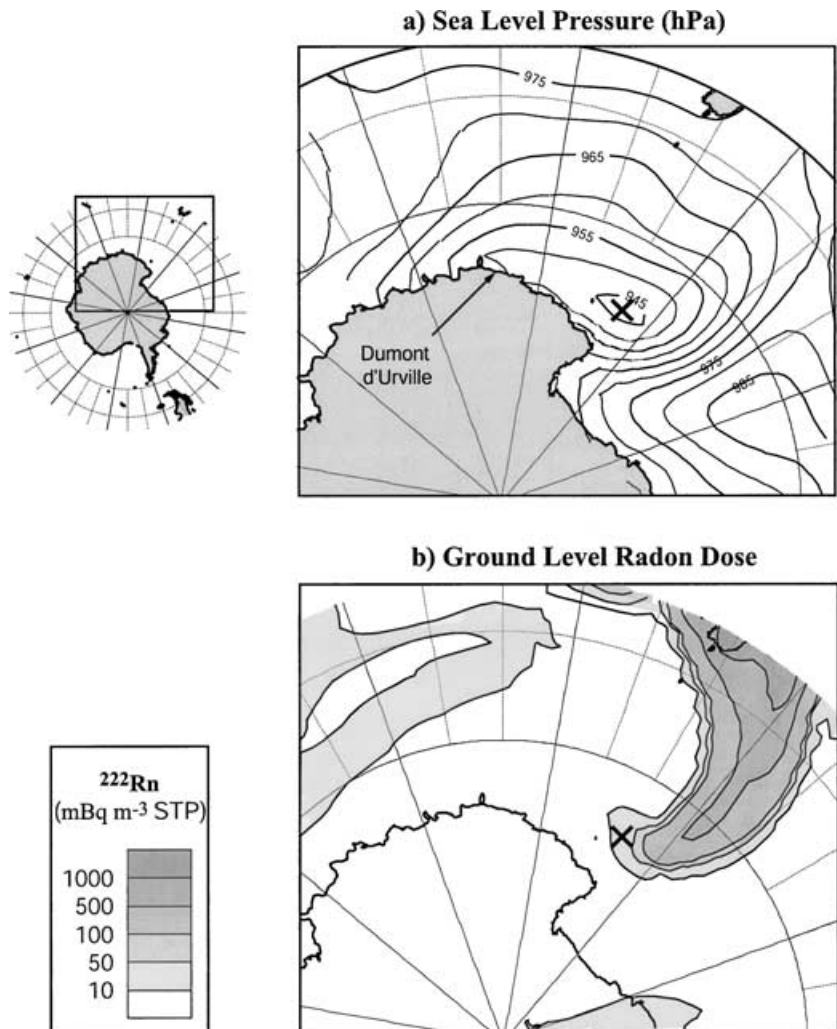 a) Sea Level Pressure (hPa)
975
965
955
945
975
985
Dumont
d'Urville
b) Ground Level Radon Dose
222Rn
(mBq m-3 STP)
1000
500
100
50
10